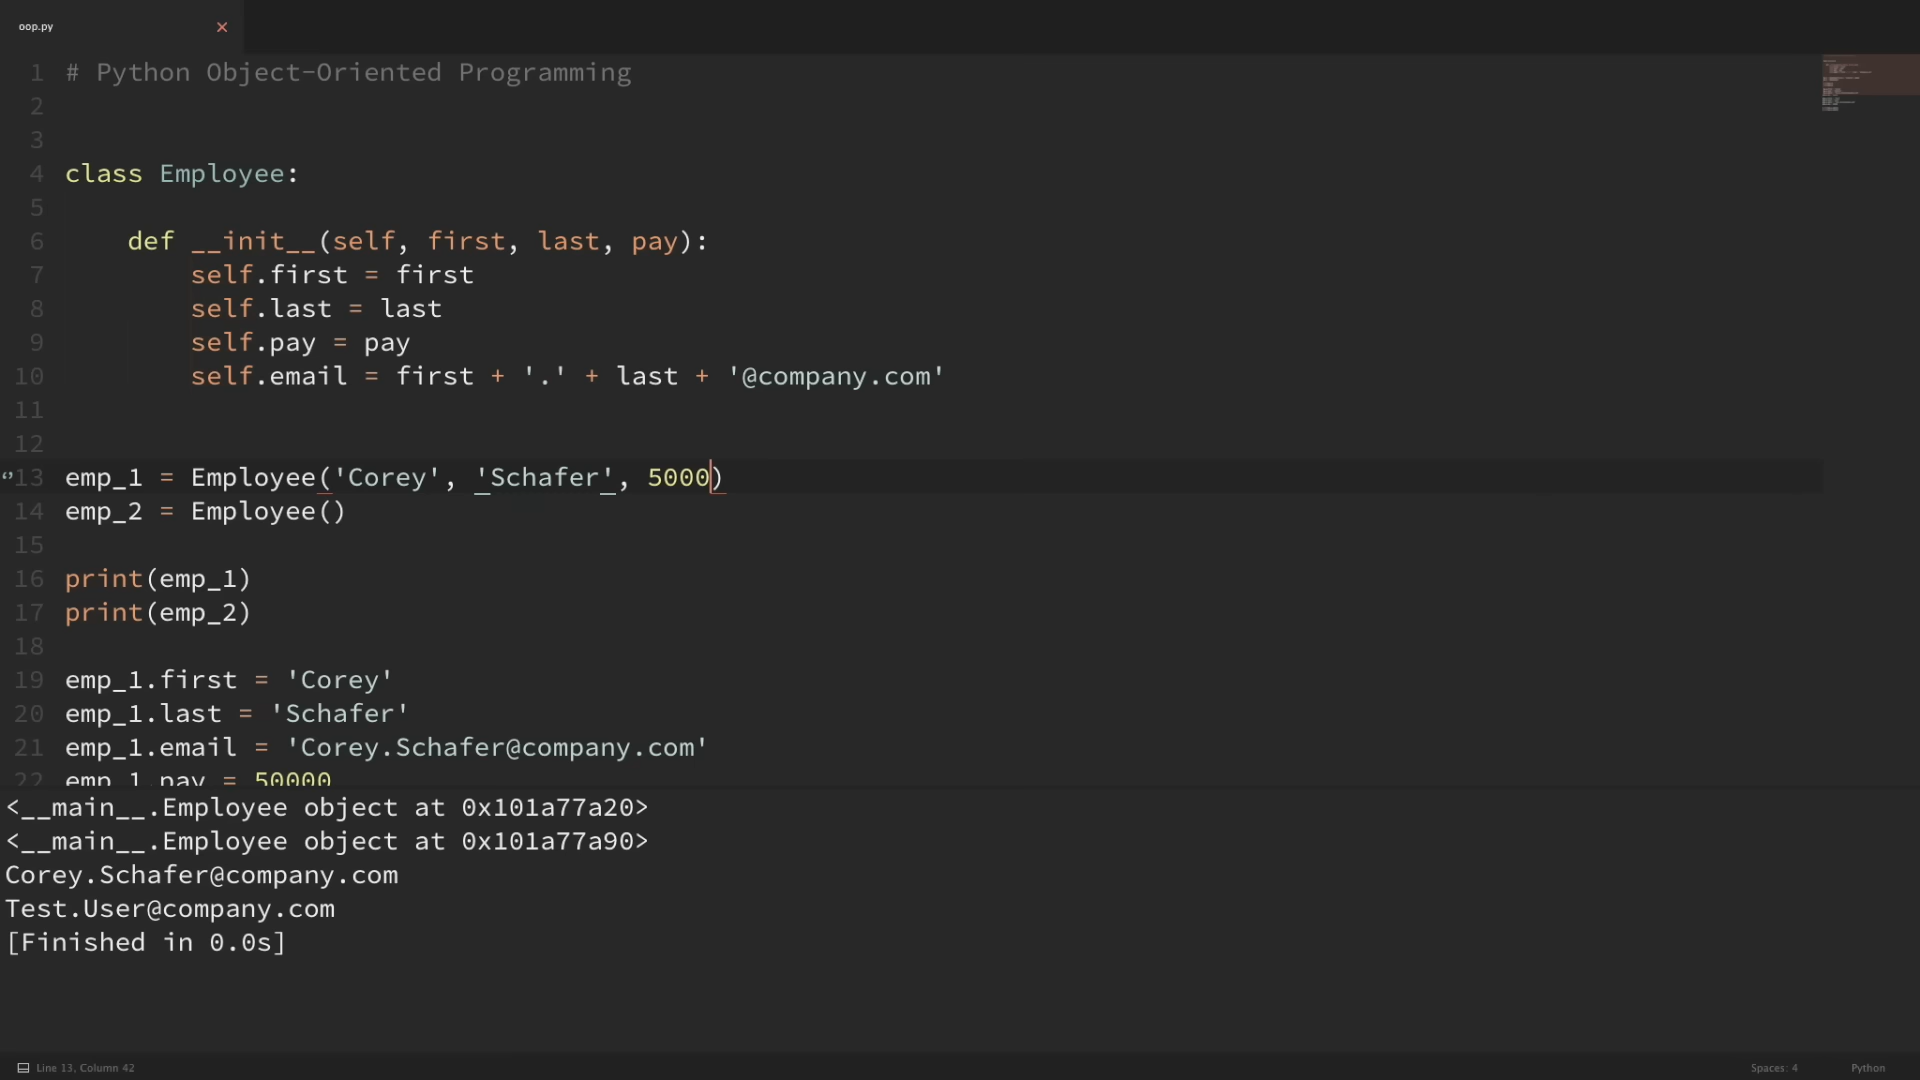 oop.py
1 # Python Object-Oriented Programming
2
3
4 class Employee:
5
6     def __init__(self, first, last, pay):
7         self.first = first
8         self.last = last
9         self.pay = pay
10         self.email = first + '.' + last + '@company.com'
11
12
13 emp_1 = Employee('Corey', 'Schafer', 5000)
14 emp_2 = Employee()
15
16 print(emp_1)
17 print(emp_2)
18
19 emp_1.first = 'Corey'
20 emp_1.last = 'Schafer'
21 emp_1.email = 'Corey.Schafer@company.com'
22 emp_1.pay = 50000
<__main__.Employee object at 0x101a77a20>
<__main__.Employee object at 0x101a77a90>
Corey.Schafer@company.com
Test.User@company.com
[Finished in 0.0s]
Line 13, Column 42
Spaces: 4
Python